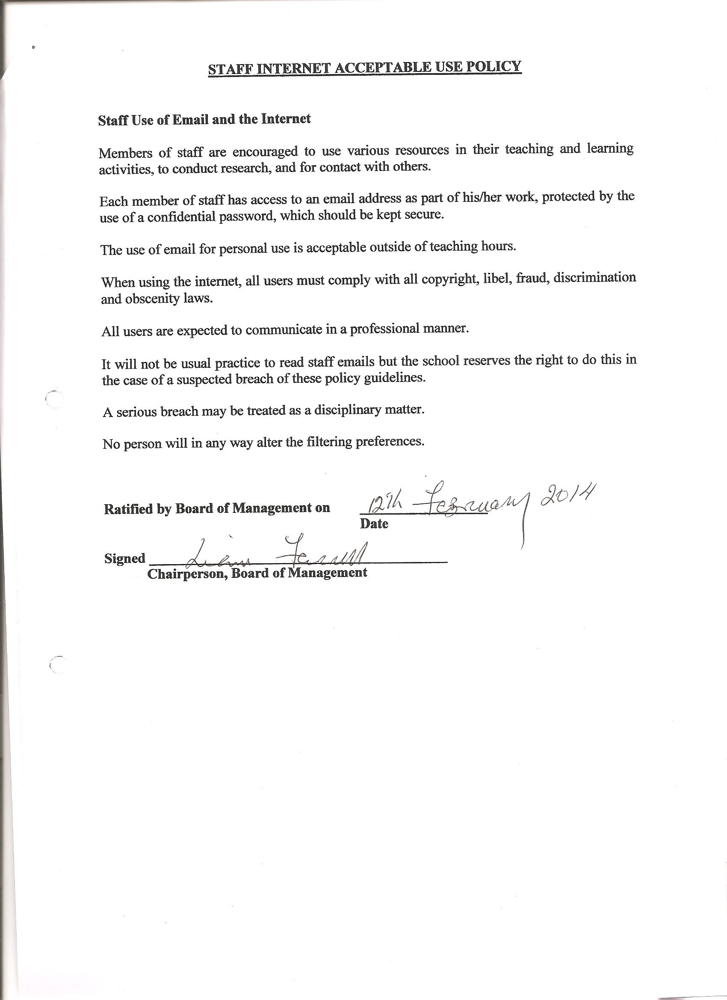 STAFF INTERNET ACCEPTABLE USE POLICY
Staff Use of Email and the Internet
Members of staff are encouraged to use various resources in their teaching and learning
activities, to conduct research, and for contact with others.
Each member of staff has access to an email address as part of his/her work, protected by the
use of a confidential password, which should be kept secure.
The use of email for personal use is acceptable outside of teaching hours.
When using the internet, all users must comply with all copyright, libel, fraud, discrimination
and obscenity laws.
All users are expected to communicate in a professional manner.
It will not be usual practice to read staff emails but the school reserves the right to do this in
the case of a suspected breach of these policy guidelines.
A serious breach may be treated as a disciplinary matter.
No person will in any way alter the filtering preferences.
Ratified by Board of Management on 12th February 2014
Date
Signed
Chairperson, Board of Management